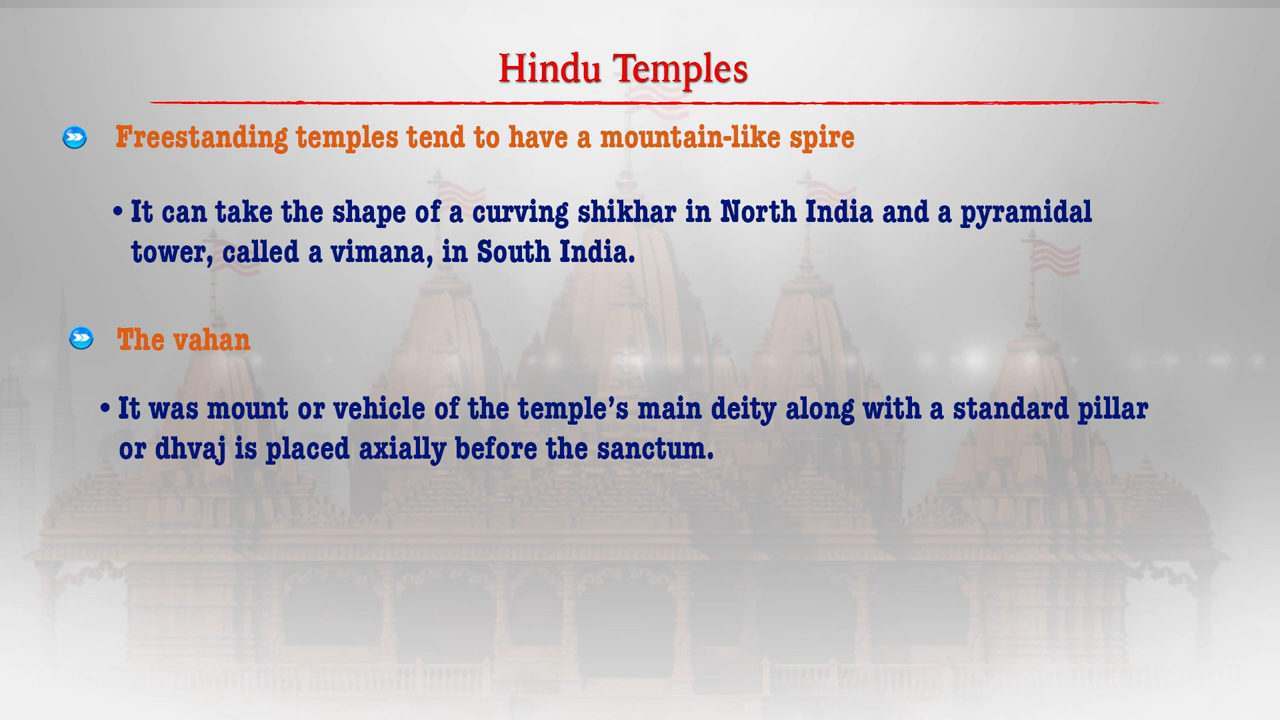 Hindu Temples
Freestanding temples tend to have a mountain-like spire
• It can take the shape of a curving shikhar in North India and a pyramidal
tower, called a vimana, in South India.
The vahan
• It was mount or vehicle of the temple’s main deity along with a standard pillar
or dhvaj is placed axially before the sanctum.